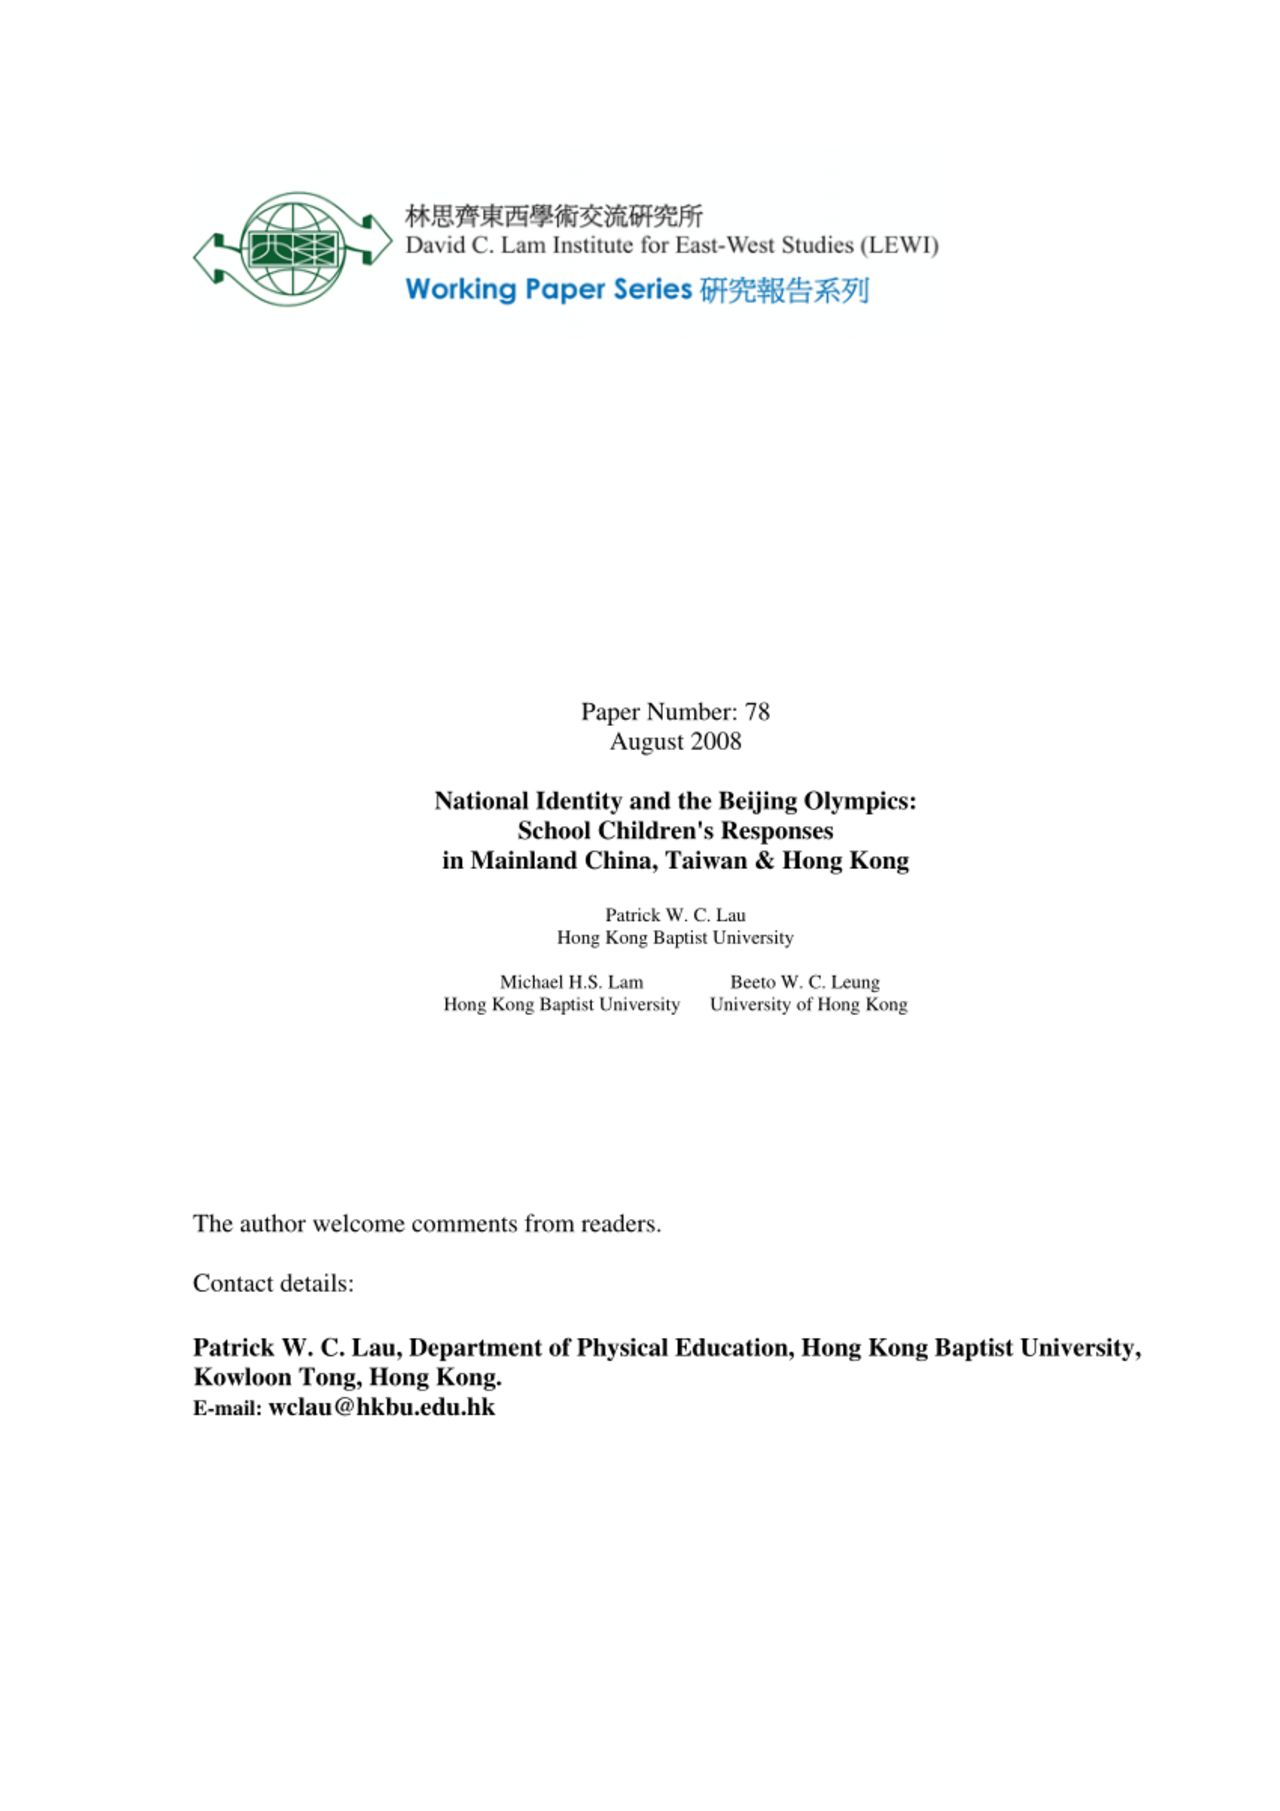 林思齊東西學術交流研究所
David C. Lam Institute for East-West Studies (LEWI)
Working Paper Series 研究報告系列
Paper Number: 78
August 2008
National Identity and the Beijing Olympics:
School Children's Responses
in Mainland China, Taiwan & Hong Kong
Patrick W. C. Lau
Hong Kong Baptist University
Michael H.S. Lam
Hong Kong Baptist University
Beeto W. C. Leung
University of Hong Kong
The author welcome comments from readers.
Contact details:
Patrick W. C. Lau, Department of Physical Education, Hong Kong Baptist University,
Kowloon Tong, Hong Kong.
E-mail: wclau@hkbu.edu.hk